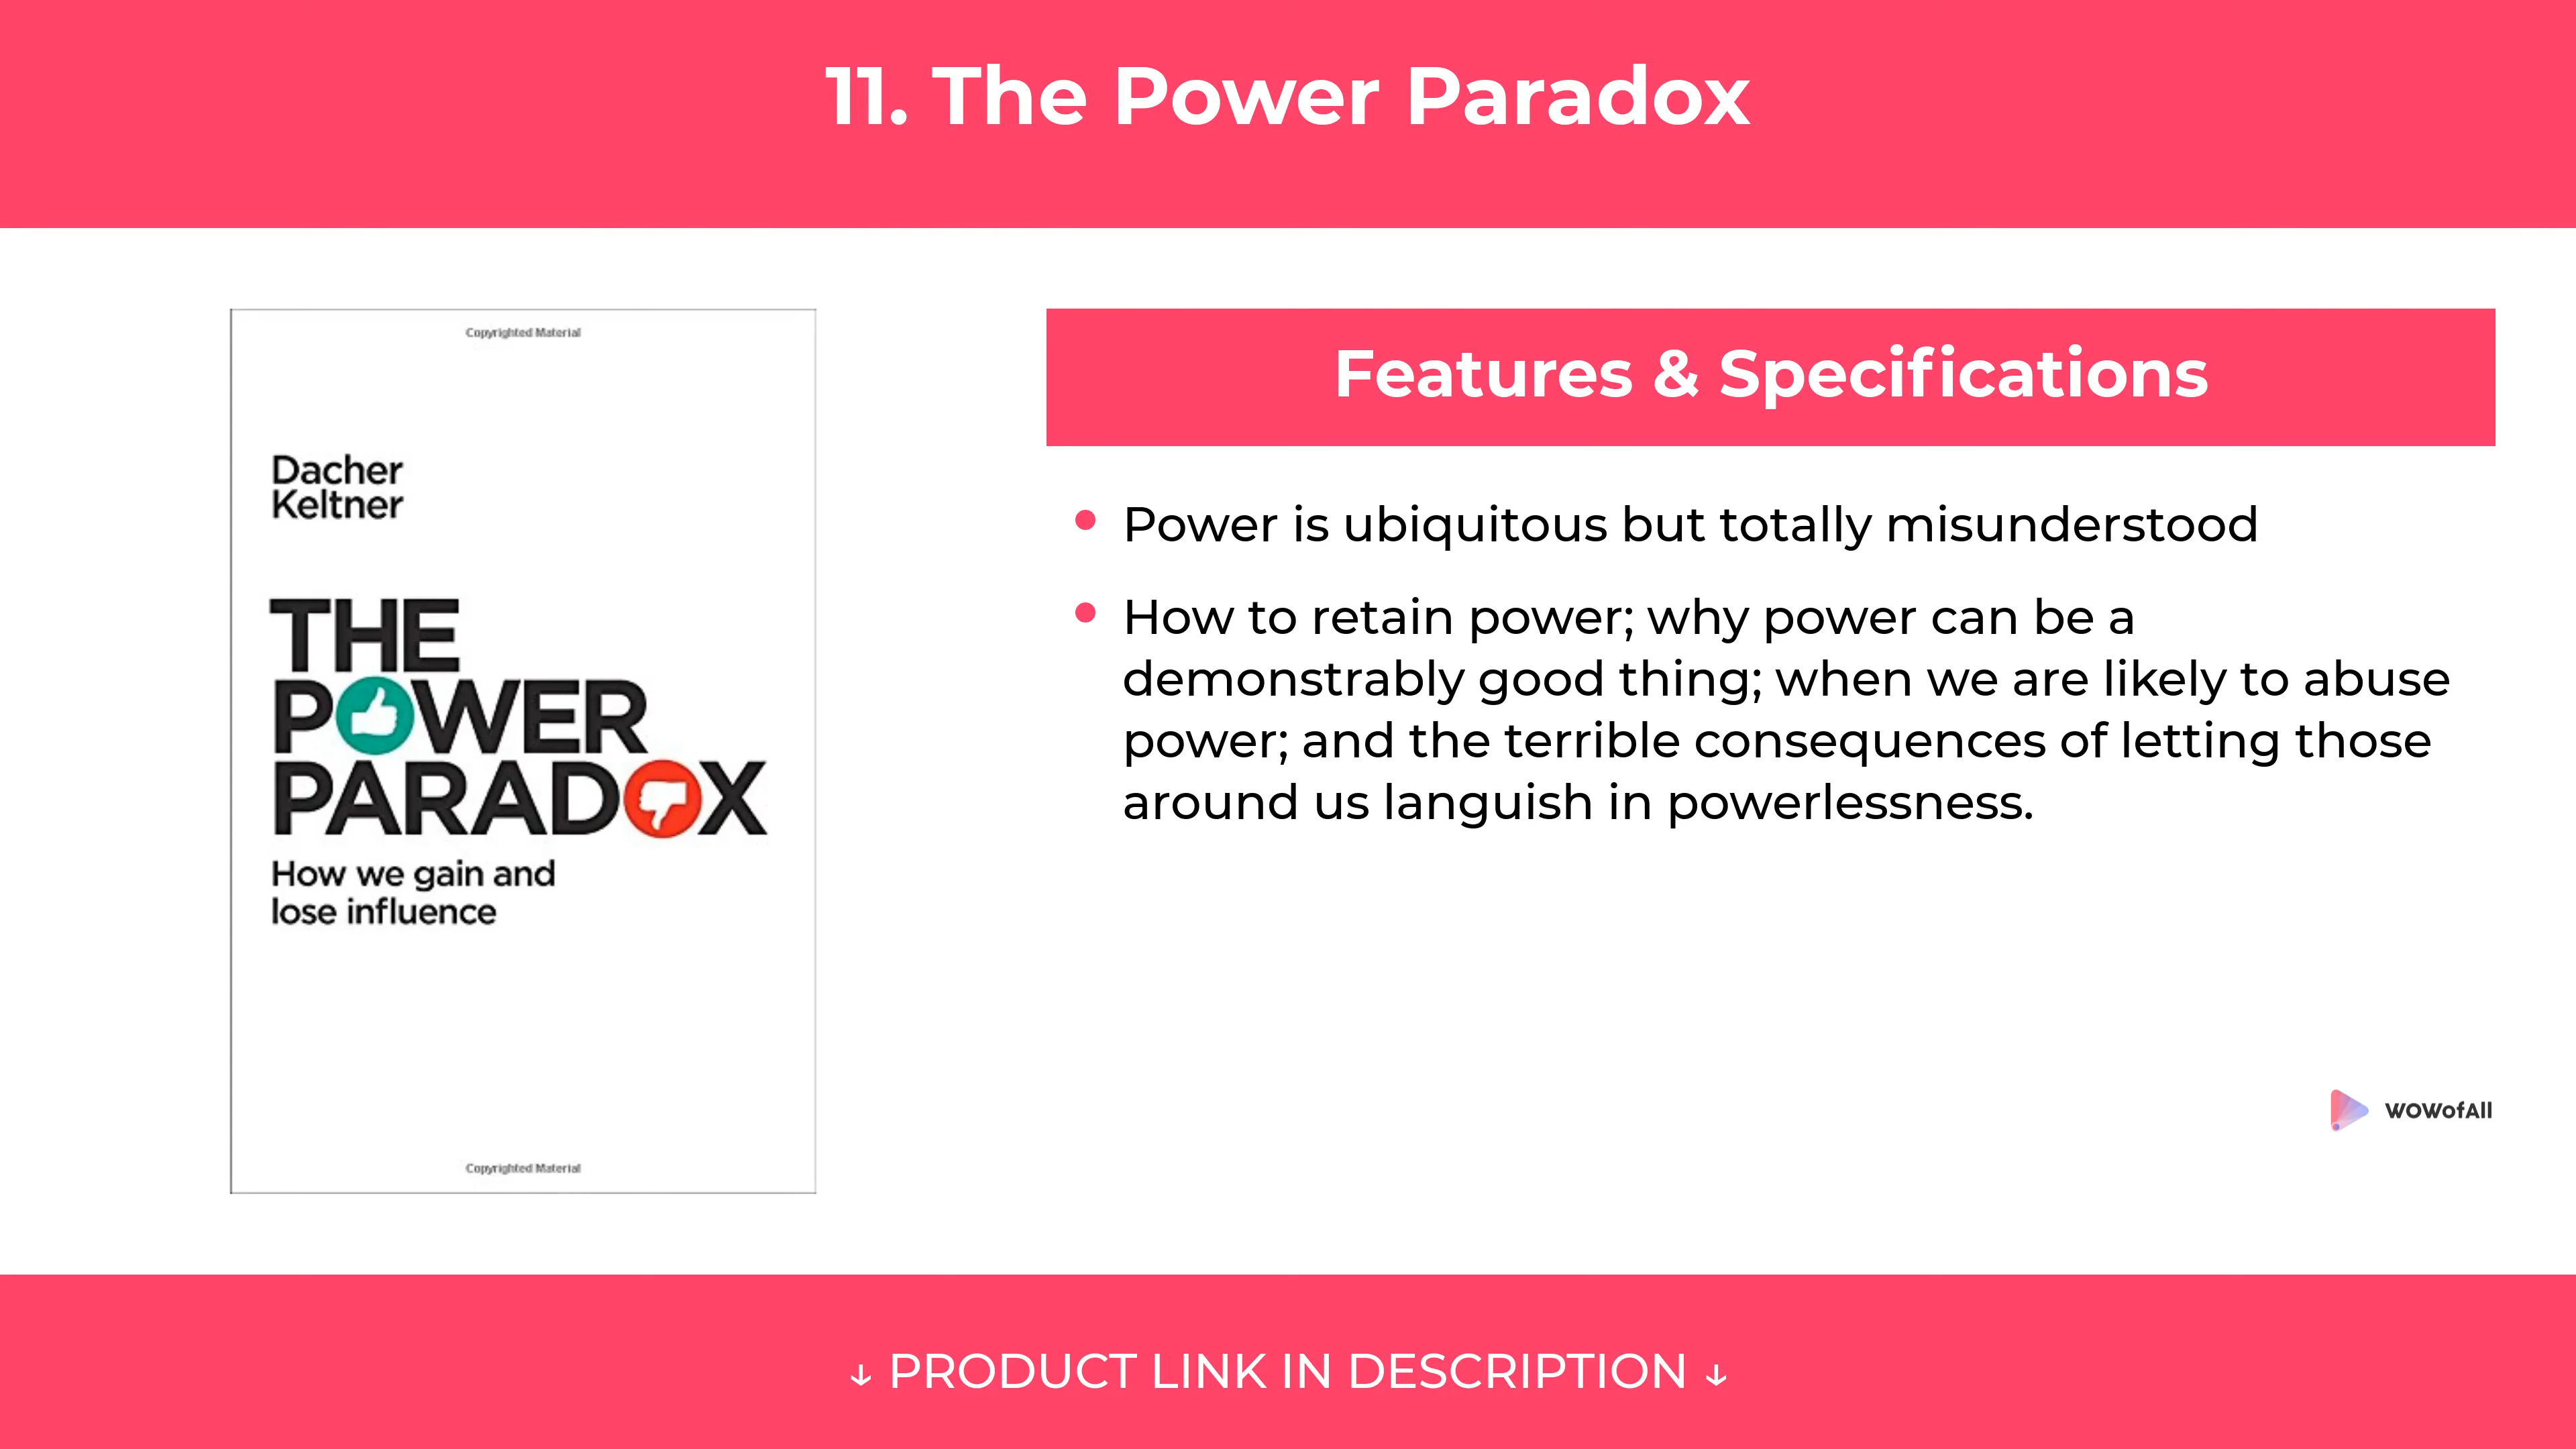 11. The Power Paradox
Copyrighted Material
Dacher
Keltner
THE
POWER
PARADOX
How we gain and
lose influence
Copyrighted Material
Features & Specifications
• Power is ubiquitous but totally misunderstood
• How to retain power; why power can be a
demonstrably good thing; when we are likely to abuse
power; and the terrible consequences of letting those
around us languish in powerlessness.
WOWofAll
↓ PRODUCT LINK IN DESCRIPTION ↓